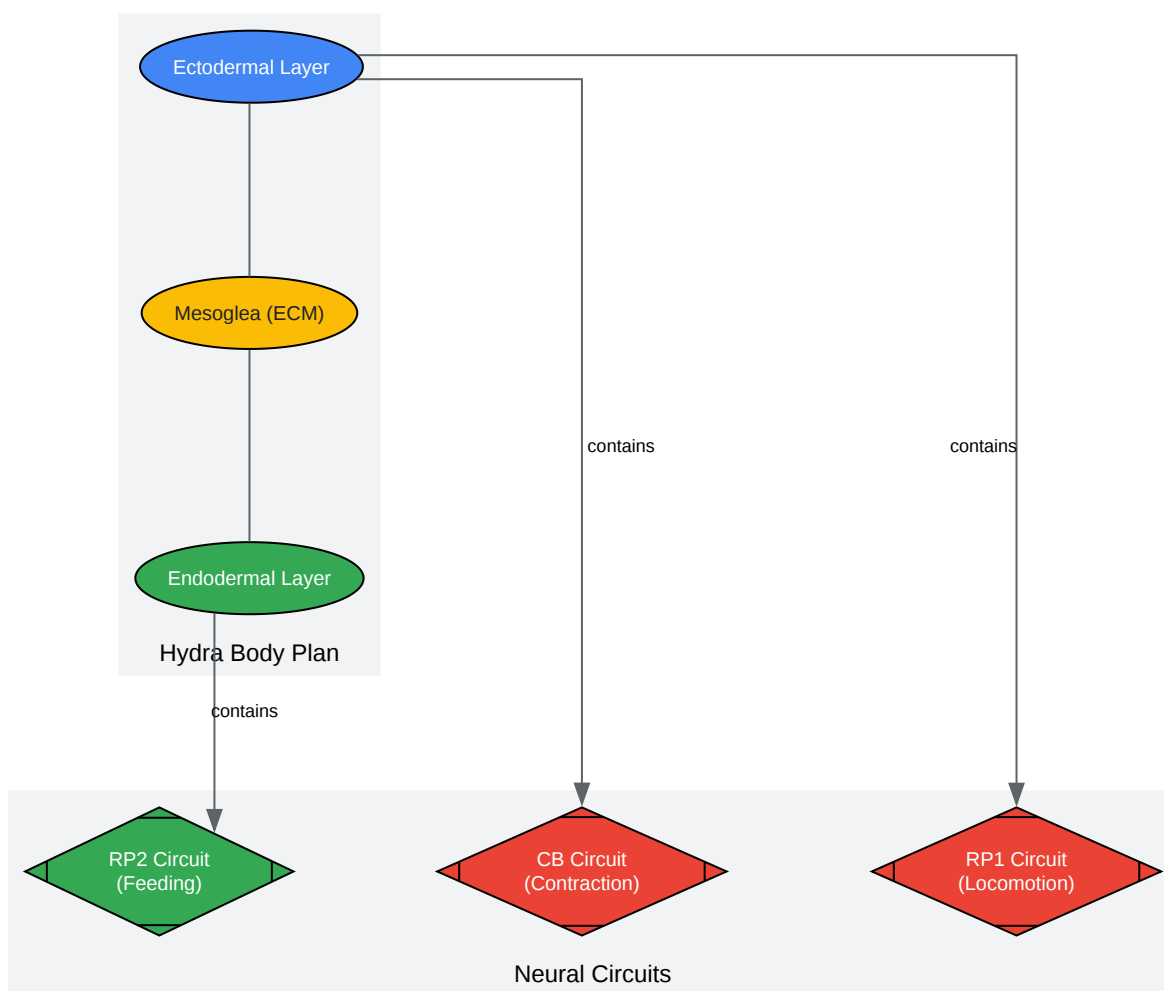 Ectodermal Layer
Mesoglea (ECM)
contains
contains
Endodermal Layer
Hydra Body Plan
contains
RP2 Circuit
(Feeding)
CB Circuit
(Contraction)
RP1 Circuit
(Locomotion)
Neural Circuits